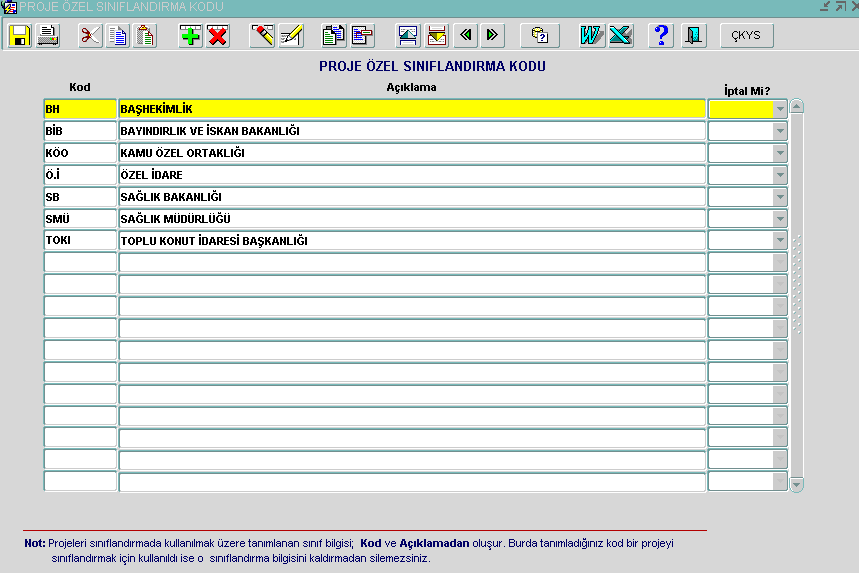 PROJE ÖZEL SINIFLANDIRMA KODU
ÇKYS
PROJE ÖZEL SINIFLANDIRMA KODU
Kod Açıklama İptal Mi?
BH BAŞHEKİMLİK
BİB BAYINDIRLIK VE İSKAN BAKANLIĞI
KÖO KAMU ÖZEL ORTAKLIĞI
Ö.İ ÖZEL İDARE
SB SAĞLIK BAKANLIĞI
SMÜ SAĞLIK MÜDÜRLÜĞÜ
TOKI TOPLU KONUT İDARESİ BAŞKANLIĞI
Not: Projeleri sınıflandırmada kullanılmak üzere tanımlanan sınıf bilgisi; Kod ve Açıklamadan oluşur. Burda tanımladığınız kod bir projeyi
sınıflandırmak için kullanıldı ise o sınıflandırma bilgisini kaldırmadan silemezsiniz.